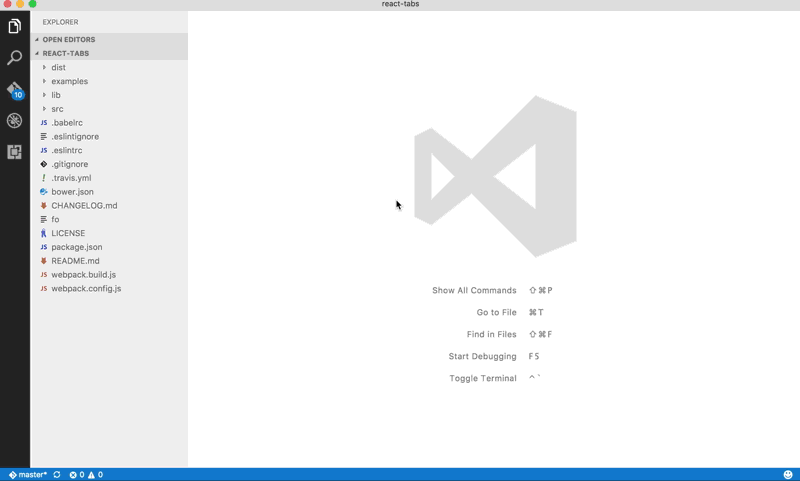 react-tabs
EXPLORER
OPEN EDITORS
REACT-TABS
dist
examples
lib
src
JS .babelrc
.eslintignore
JS .eslintrc
.gitignore
! .travis.yml
bower.json
CHANGELOG.md
fo
LICENSE
JS package.json
README.md
JS webpack.build.js
JS webpack.config.js
10
Show All Commands ⇧⌘P
Go to File ⌘T
Find in Files ⇧⌘F
Start Debugging F5
Toggle Terminal ⌃`
master* 0 0